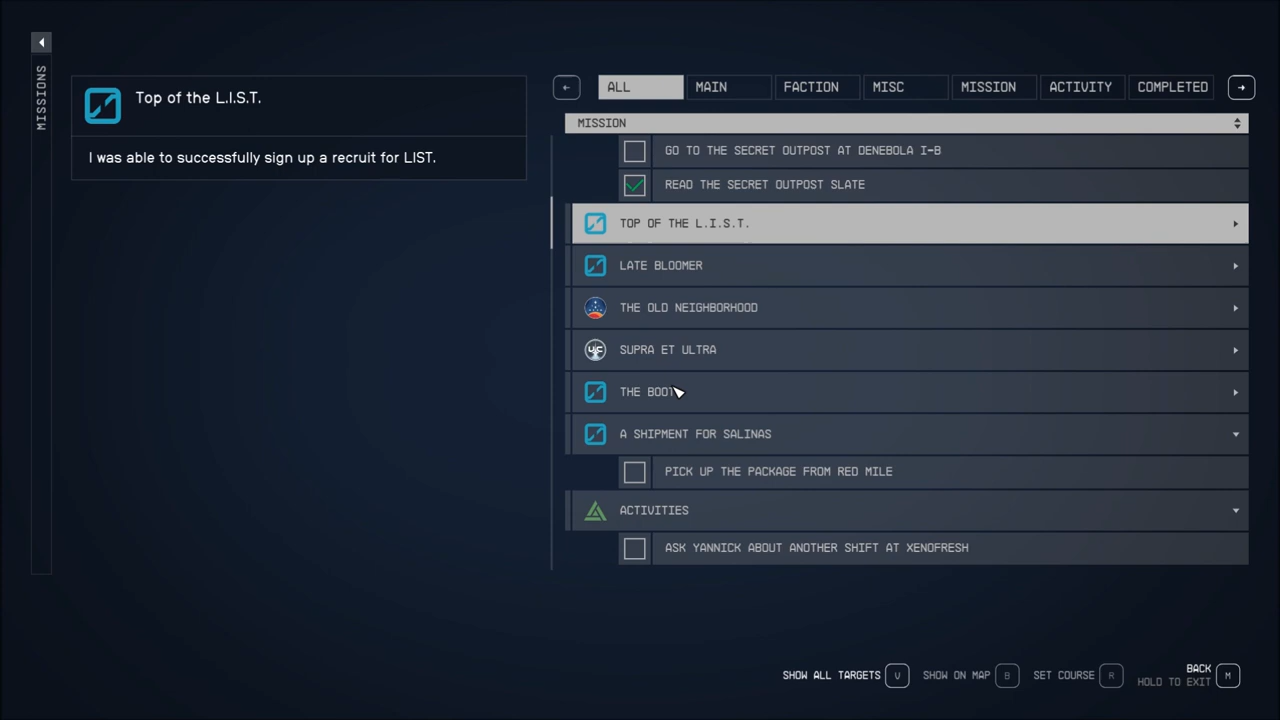 MISSIONS
Top of the L.I.S.T.
I was able to successfully sign up a recruit for LIST.
ALL
MAIN
FACTION
MISC
MISSION
ACTIVITY
COMPLETED
MISSION
GO TO THE SECRET OUTPOST AT DENEBOLA I-B
READ THE SECRET OUTPOST SLATE
TOP OF THE L.I.S.T.
LATE BLOOMER
THE OLD NEIGHBORHOOD
UC
SUPRA ET ULTRA
THE BOOT
A SHIPMENT FOR SALINAS
PICK UP THE PACKAGE FROM RED MILE
ACTIVITIES
ASK YANNICK ABOUT ANOTHER SHIFT AT XENOFRESH
SHOW ALL TARGETS V
SHOW ON MAP B
SET COURSE R
BACK
HOLD TO EXIT
M